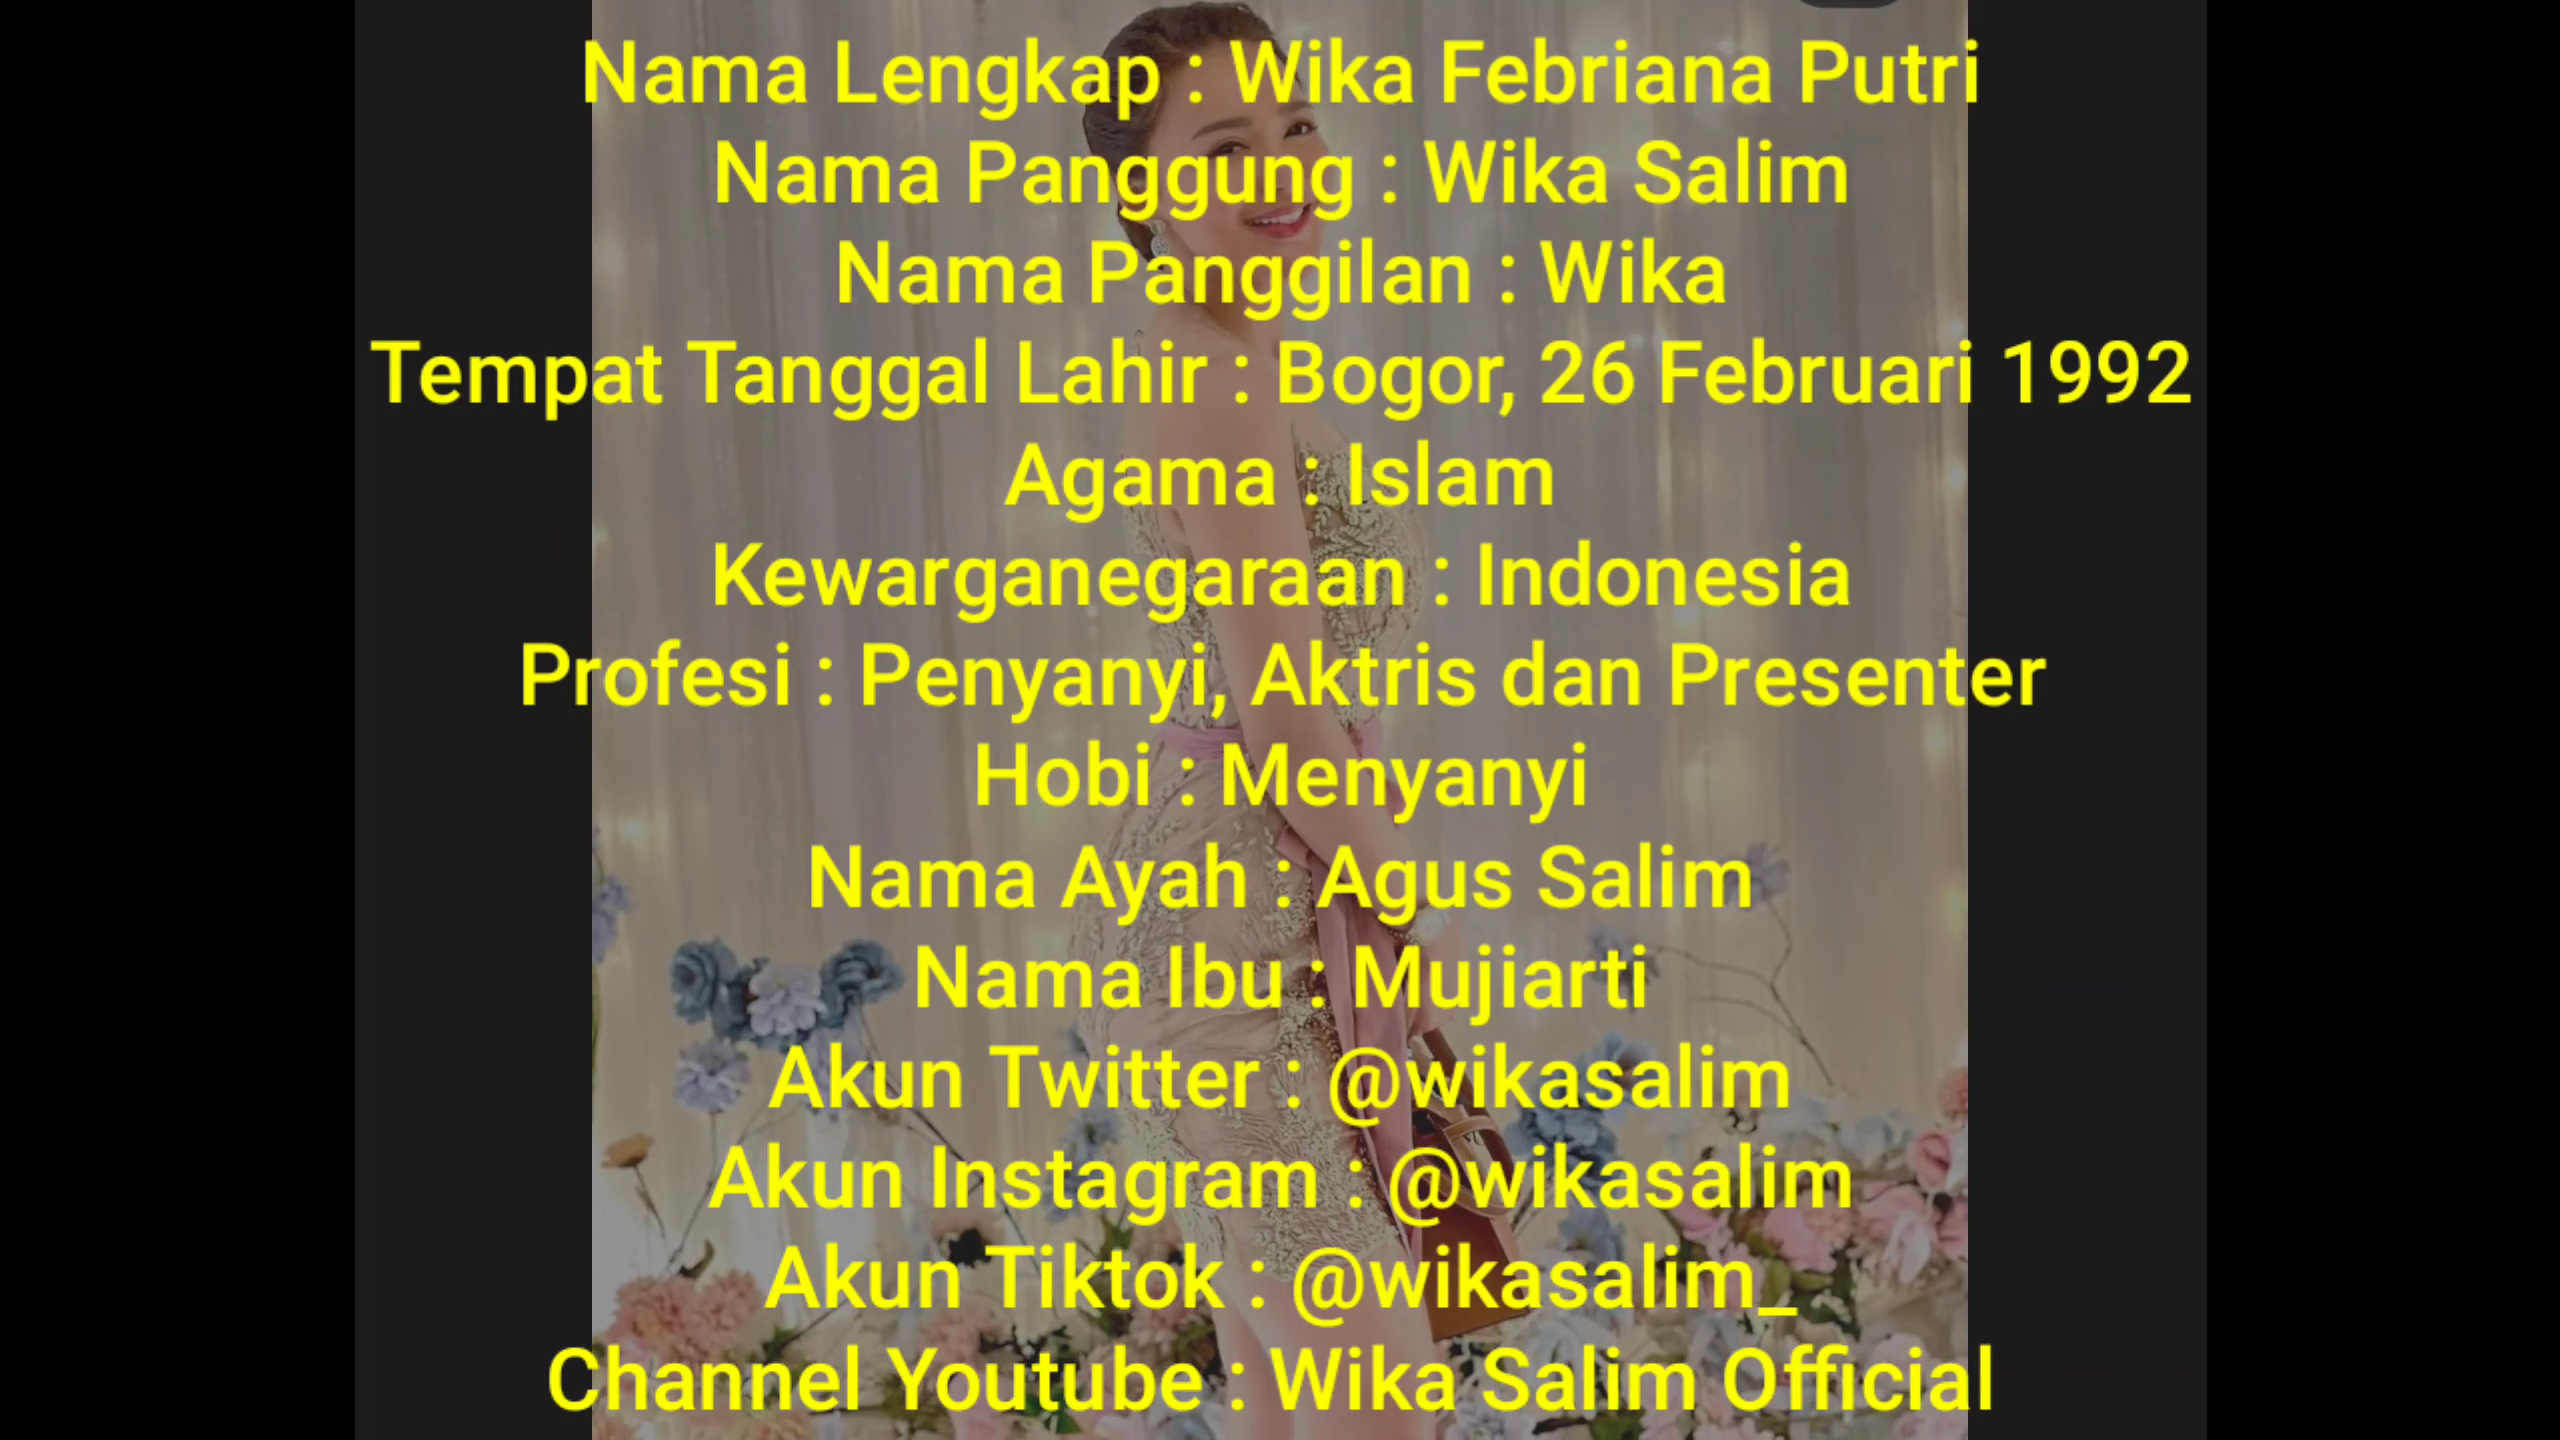 Nama Lengkap : Wika Febriana Putri
Nama Panggung : Wika Salim
Nama Panggilan : Wika
Tempat Tanggal Lahir : Bogor, 26 Februari 1992
Agama : Islam
Kewarganegaraan : Indonesia
Profesi : Penyanyi, Aktris dan Presenter
Hobi : Menyanyi
Nama Ayah : Agus Salim
Nama Ibu : Mujiarti
Akun Twitter : @wikasalim
Akun Instagram : @wikasalim
Akun Tiktok : @wikasalim_
Channel Youtube : Wika Salim Official